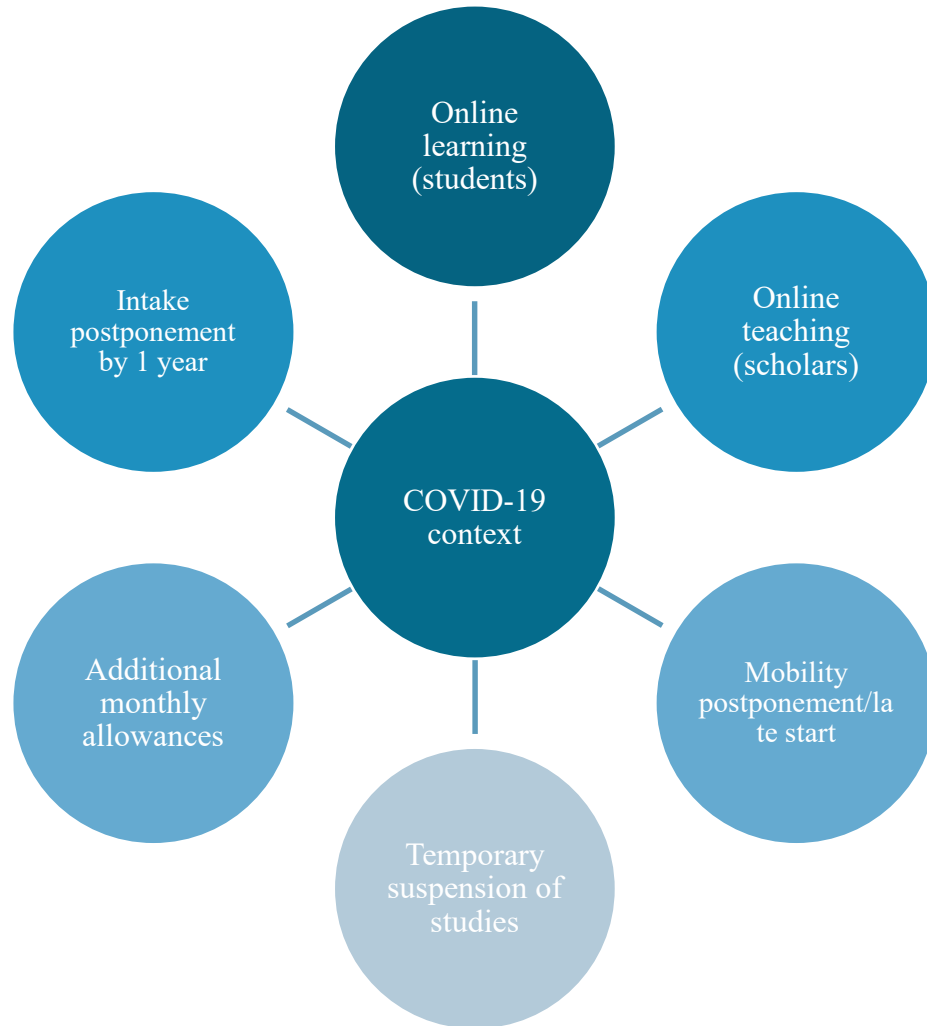 Online
learning
(students)
Intake
postponement
by 1 year
Online
teaching
(scholars)
COVID-19
context
Additional
monthly
allowances
Mobility
postponement/la
te start
Temporary
suspension of
studies